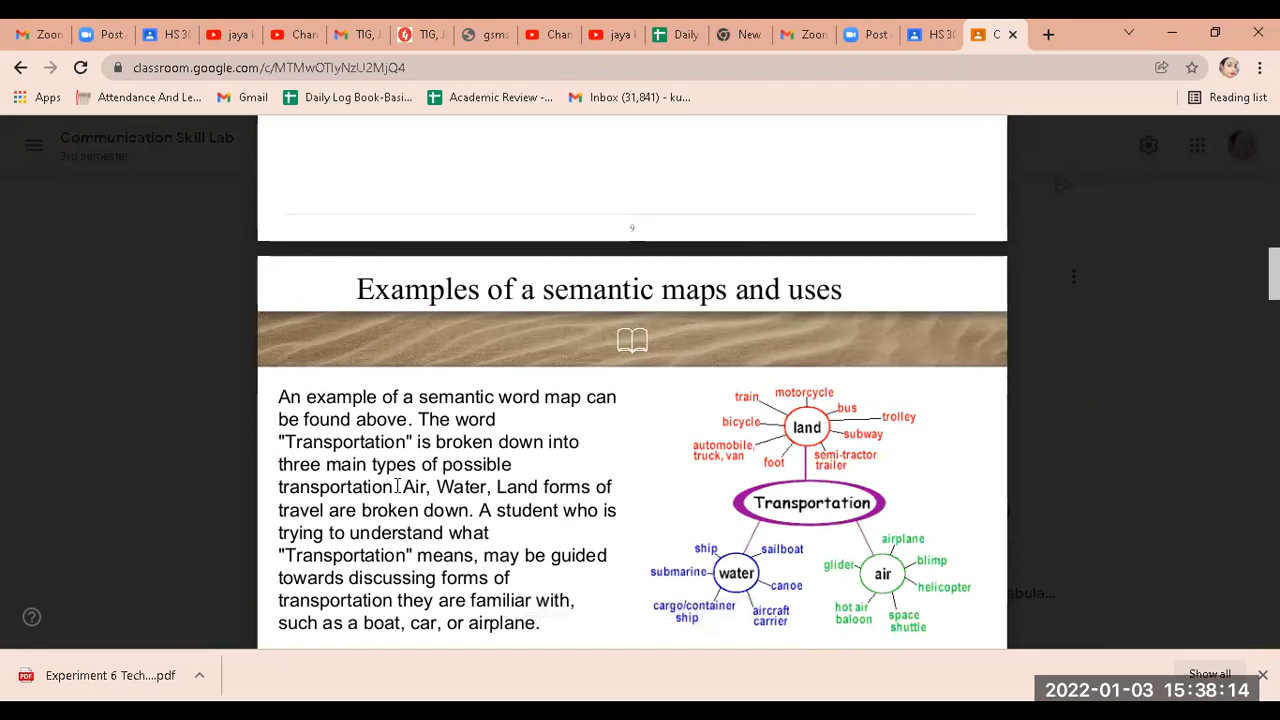 Zoon
Post
HS 30
jaya k
Chan
TIG, J
TIG, J
gsms
Chan
jaya k
Daily
New
Zoon
Post
HS 30
C
classroom.google.com/c/MTMwOTIyNzU2MjQ4
Apps
Attendance And Le...
Gmail
Daily Log Book-Basi...
Academic Review -...
Inbox (31,841) - ku...
Reading list
Communication Skill Lab
3rd semester
9
Examples of a semantic maps and uses
An example of a semantic word map can
be found above. The word
"Transportation" is broken down into
three main types of possible
transportation. Air, Water, Land forms of
travel are broken down. A student who is
trying to understand what
"Transportation" means, may be guided
towards discussing forms of
transportation they are familiar with,
such as a boat, car, or airplane.
motorcycle
train
bus
trolley
bicycle
land
subway
automobile,
truck, van
foot
semi-tractor
trailer
Transportation
ship
sailboat
submarine
water
canoe
cargo/container
ship
aircraft
carrier
airplane
glider
blimp
air
helicopter
hot air
baloon
space
shuttle
@bula...
Experiment 6 Tech....pdf
Show all
2022-01-03 15:38:14